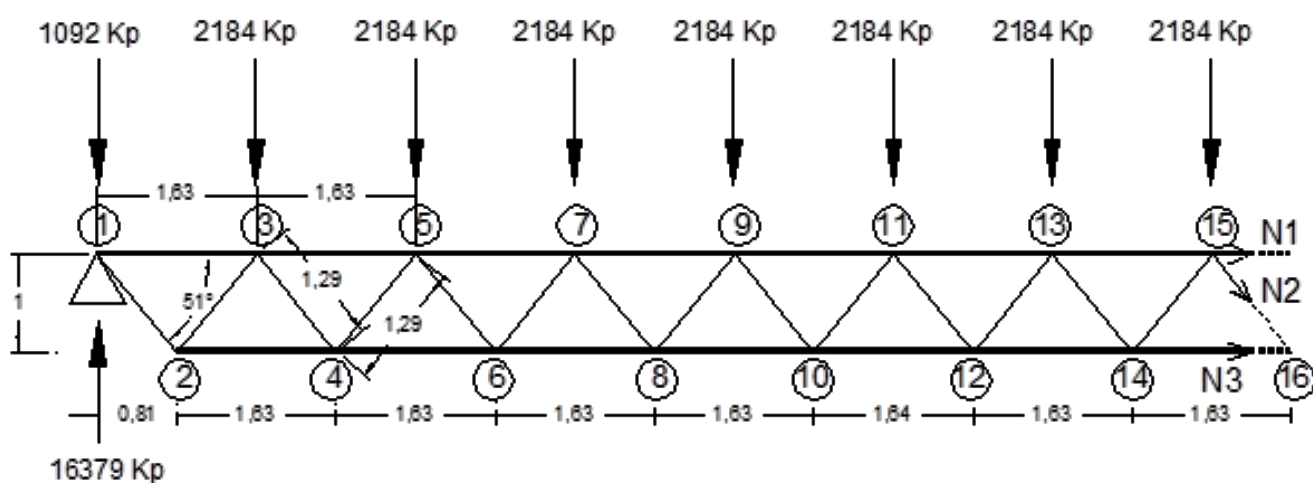 1092 Kp 2184 Kp 2184 Kp 2184 Kp 2184 Kp 2184 Kp 2184 Kp 2184 Kp
1,63 1,63
1 3 5 7 9 11 13 15 N1
1 51° 1,29 1,29 N2
2 4 6 8 10 12 14 N3 16
0,81 1,63 1,63 1,63 1,63 1,64 1,63 1,63
16379 Kp